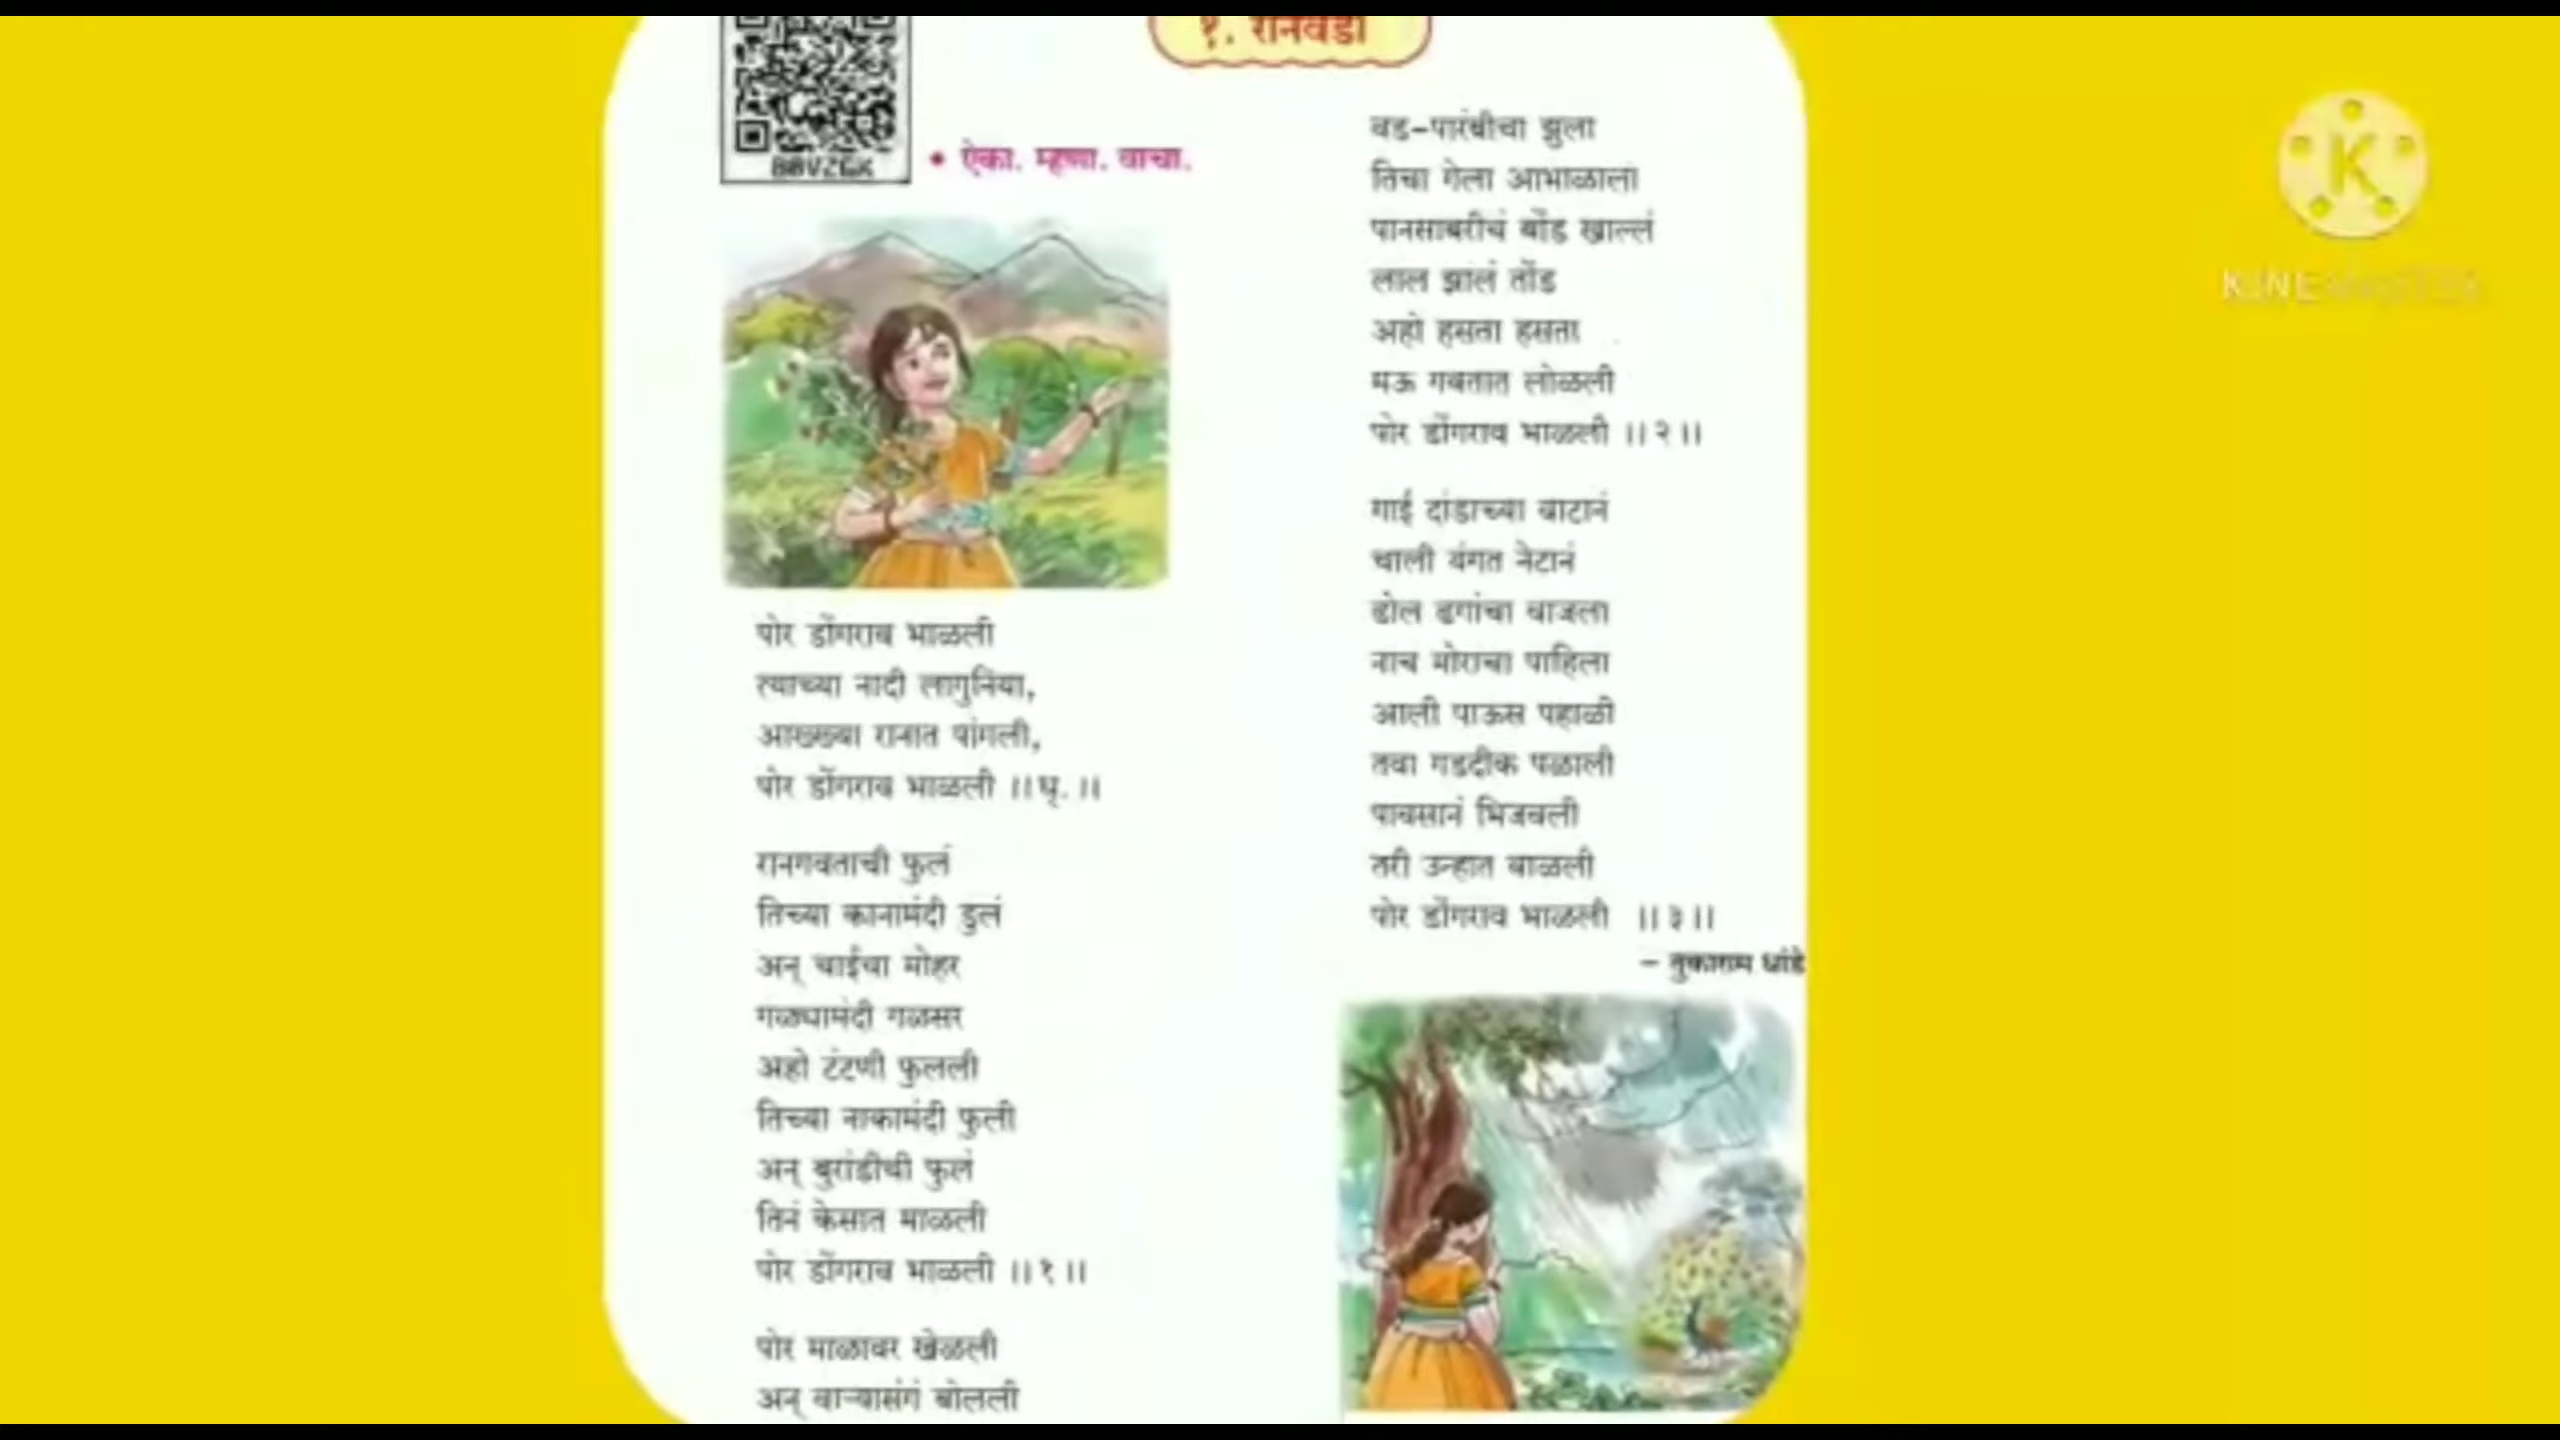 १. रानवेडी
BBVZGK
• ऐका. म्हणा. वाचा.
पोर डोंगराव भाळली
त्याच्या नादी लागुनिया,
आख्ख्या रानात पांगली,
पोर डोंगराव भाळली ॥धृ.॥
रानगवताची फुलं
तिच्या कानामंदी डुलं
अन् चाईचा मोहर
गळ्यामंदी गळसर
अहो टंटणी फुलली
तिच्या नाकामंदी फुली
अन् बुरांडीची फुलं
तिनं केसात माळली
पोर डोंगराव भाळली ॥१॥
पोर माळावर खेळली
अन् वाऱ्यासंगं बोलली
वड-पारंबीचा झुला
तिचा गेला आभाळाला
पानसाबरीचं बोंड खाल्लं
लाल झालं तोंड
अहो हसता हसता
मऊ गवतात लोळली
पोर डोंगराव भाळली ॥२॥
गाई दांडाच्या वाटानं
चाली वंगत नेटानं
ढोल ढगांचा वाजला
नाच मोराचा पाहिला
आली पाऊस पहाळी
तवा गडदीक पळाली
पावसानं भिजवली
तरी उन्हात वाळली
पोर डोंगराव भाळली ॥३॥
- तुकाराम धांडे
K
KINEMASTER